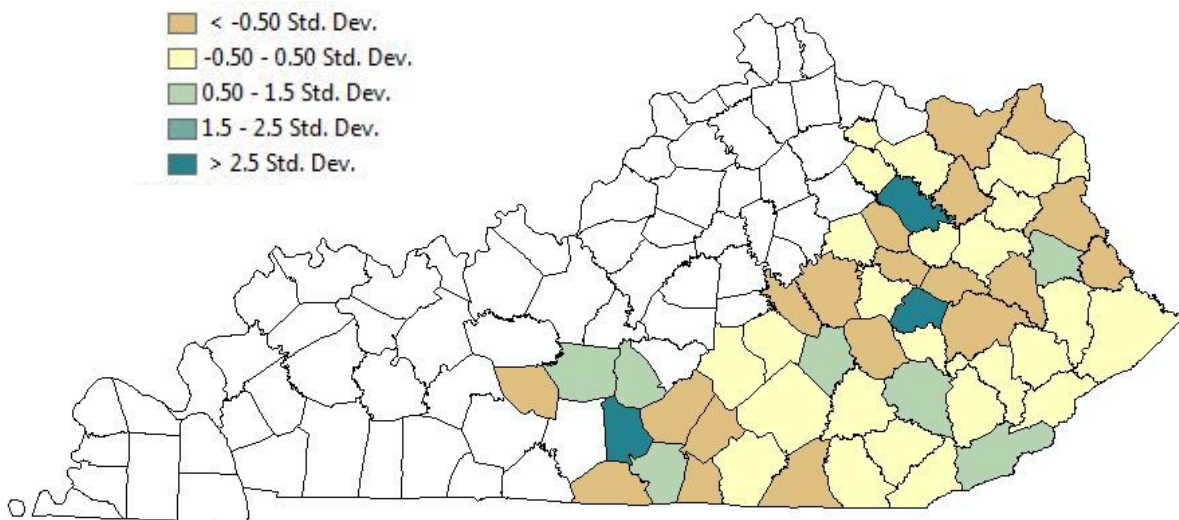 < -0.50 Std. Dev.
-0.50 - 0.50 Std. Dev.
0.50 - 1.5 Std. Dev.
1.5 - 2.5 Std. Dev.
> 2.5 Std. Dev.